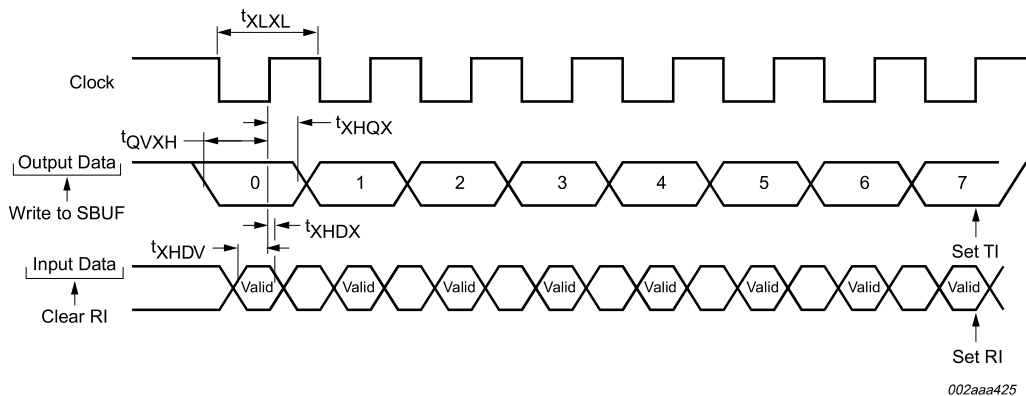 tXLXL
Clock
tXHQX
tQVXH
Output Data
0 1 2 3 4 5 6 7
Write to SBUF
tXHDX
tXHDV
Set TI
Input Data
Valid Valid Valid Valid Valid Valid Valid Valid
Clear RI
Set RI
002aaa425